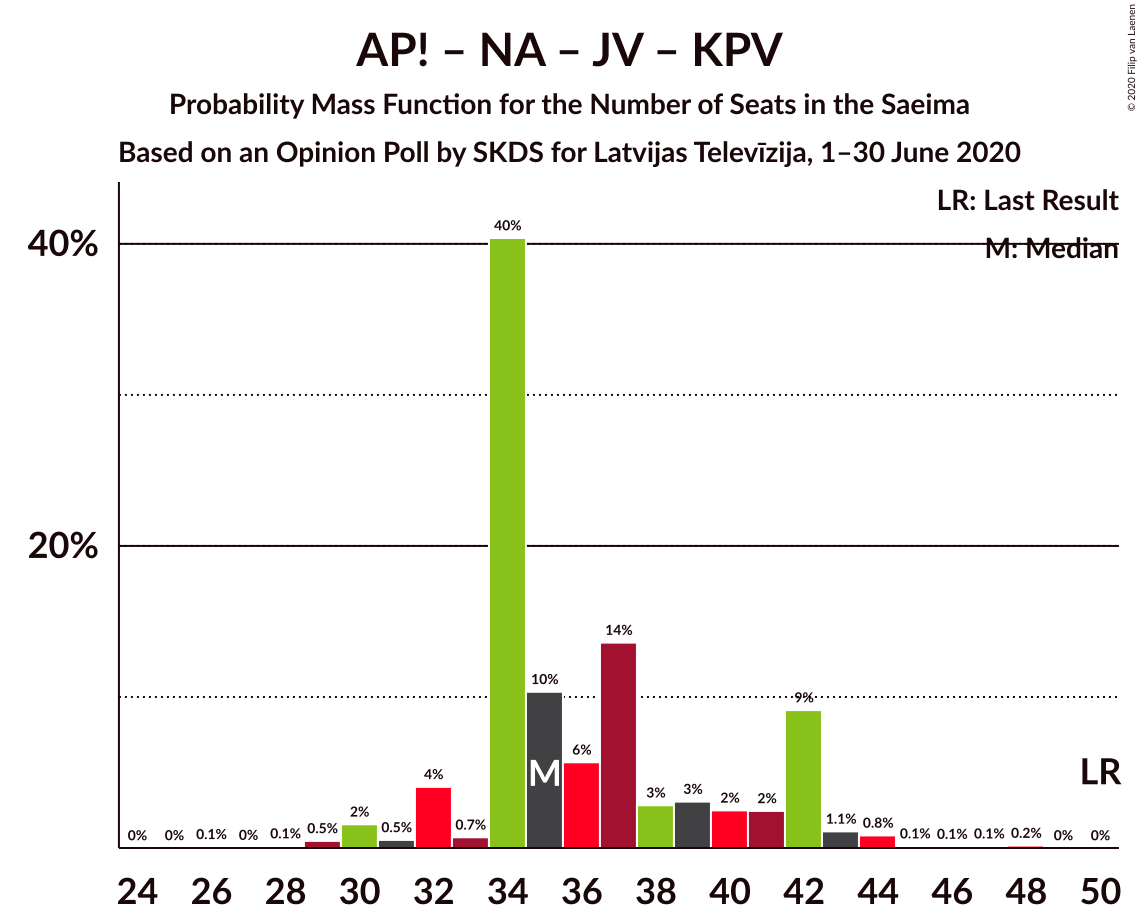 AP! – NA – JV – KPV
Probability Mass Function for the Number of Seats in the Saeima
Based on an Opinion Poll by SKDS for Latvijas Televīzija, 1–30 June 2020
© 2020 Filip van Laenen
LR: Last Result
M: Median
40%
20%
0% 0% 0.1% 0% 0.1% 0.5% 2% 0.5% 4% 0.7% 40% 10% 6% 14% 3% 3% 2% 2% 9% 1.1% 0.8% 0.1% 0.1% 0.1% 0.2% 0% 0%
M
LR
24 26 28 30 32 34 36 38 40 42 44 46 48 50